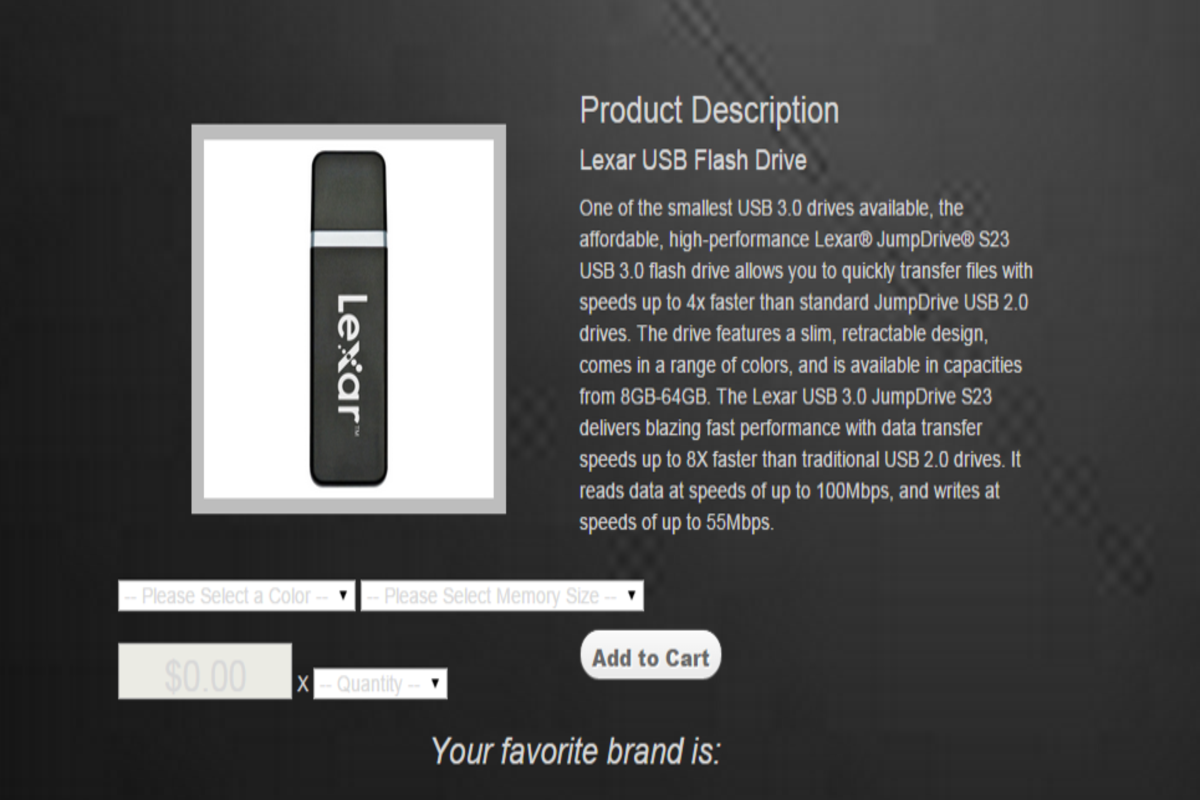 Product Description
Lexar USB Flash Drive
One of the smallest USB 3.0 drives available, the
affordable, high-performance Lexar® JumpDrive® S23
USB 3.0 flash drive allows you to quickly transfer files with
speeds up to 4x faster than standard JumpDrive USB 2.0
drives. The drive features a slim, retractable design,
comes in a range of colors, and is available in capacities
from 8GB-64GB. The Lexar USB 3.0 JumpDrive S23
delivers blazing fast performance with data transfer
speeds up to 8X faster than traditional USB 2.0 drives. It
reads data at speeds of up to 100Mbps, and writes at
speeds of up to 55Mbps.
Lexar™
-- Please Select a Color -- -- Please Select Memory Size --
$0.00 X -- Quantity --
Add to Cart
Your favorite brand is: